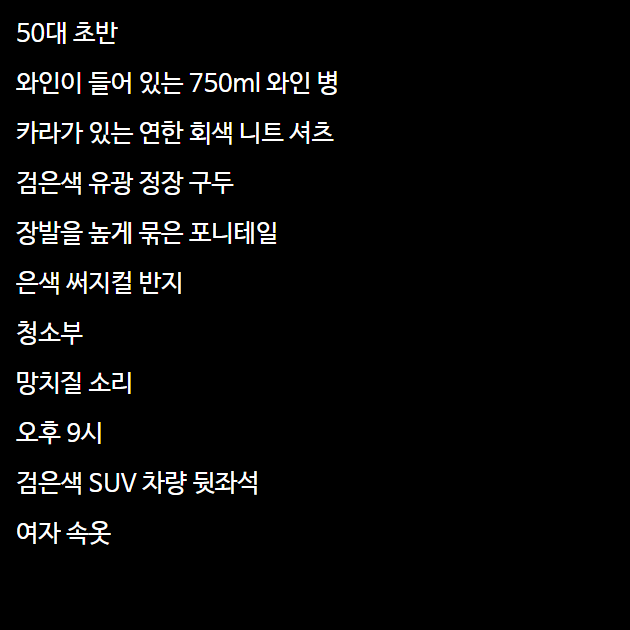 50대 초반
와인이 들어 있는 750ml 와인 병
카라가 있는 연한 회색 니트 셔츠
검은색 유광 정장 구두
장발을 높게 묶은 포니테일
은색 써지컬 반지
청소부
망치질 소리
오후 9시
검은색 SUV 차량 뒷좌석
여자 속옷